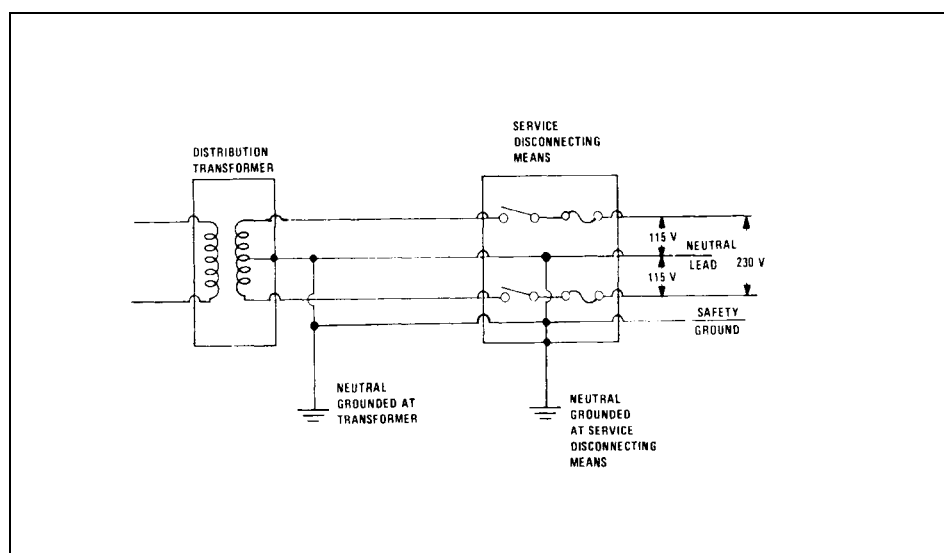 SERVICE
DISCONNECTING
MEANS
DISTRIBUTION
TRANSFORMER
115 V
NEUTRAL
LEAD
230 V
115 V
SAFETY
GROUND
NEUTRAL
GROUNDED AT
TRANSFORMER
NEUTRAL
GROUNDED
AT SERVICE
DISCONNECTING
MEANS